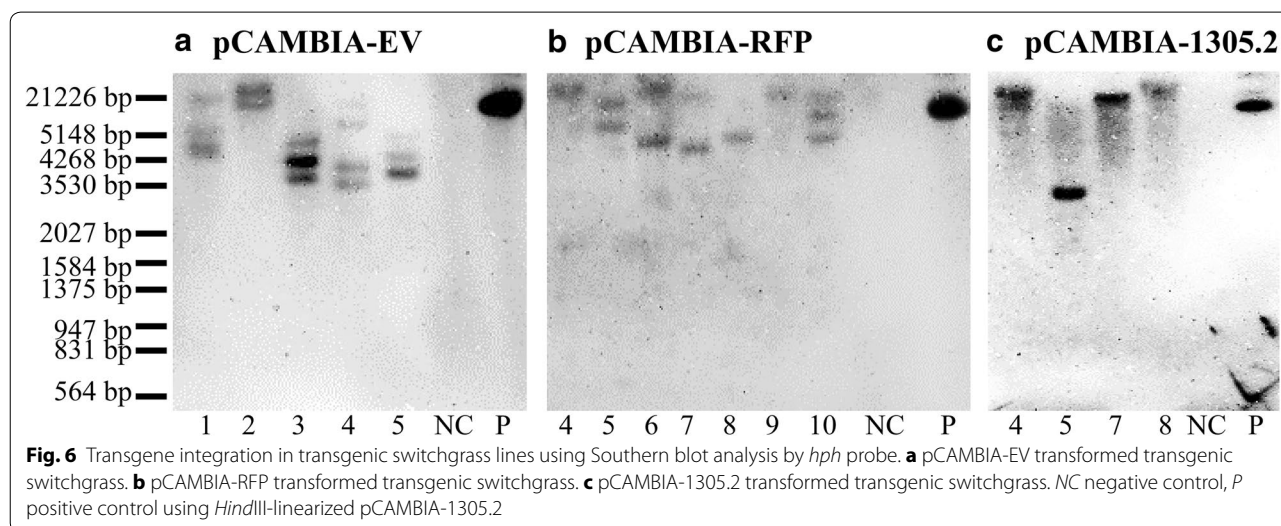 a pCAMBIA-EV
b pCAMBIA-RFP
c pCAMBIA-1305.2
21226 bp
5148 bp
4268 bp
3530 bp
2027 bp
1584 bp
1375 bp
947 bp
831 bp
564 bp
1 2 3 4 5 NC P
4 5 6 7 8 9 10 NC P
4 5 7 8 NC P
Fig. 6 Transgene integration in transgenic switchgrass lines using Southern blot analysis by hph probe. a pCAMBIA-EV transformed transgenic
switchgrass. b pCAMBIA-RFP transformed transgenic switchgrass. c pCAMBIA-1305.2 transformed transgenic switchgrass. NC negative control, P
positive control using HindIII-linearized pCAMBIA-1305.2